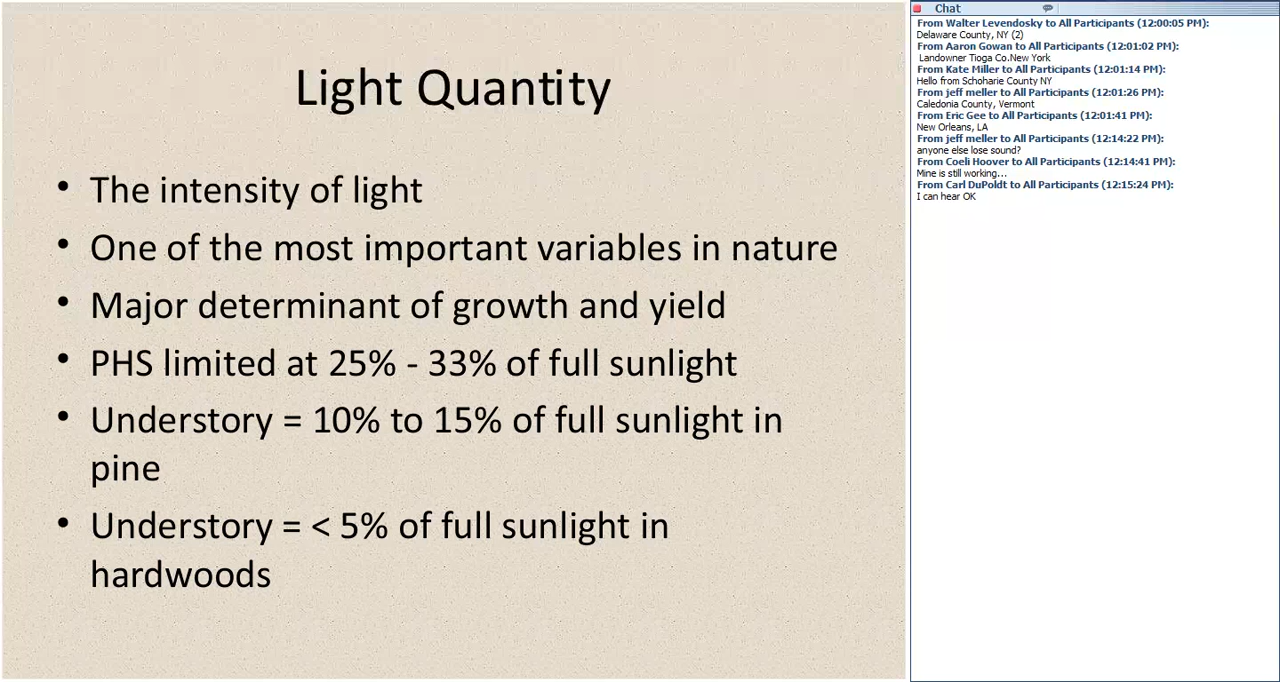 Light Quantity
• The intensity of light
• One of the most important variables in nature
• Major determinant of growth and yield
• PHS limited at 25% - 33% of full sunlight
• Understory = 10% to 15% of full sunlight in
pine
• Understory = < 5% of full sunlight in
hardwoods
Chat
From Walter Levendosky to All Participants (12:00:05 PM):
Delaware County, NY (2)
From Aaron Gowan to All Participants (12:01:02 PM):
Landowner Tioga Co.New York
From Kate Miller to All Participants (12:01:14 PM):
Hello from Schoharie County NY
From jeff meller to All Participants (12:01:26 PM):
Caledonia County, Vermont
From Eric Gee to All Participants (12:01:41 PM):
New Orleans, LA
From jeff meller to All Participants (12:14:22 PM):
anyone else lose sound?
From Coeli Hoover to All Participants (12:14:41 PM):
Mine is still working...
From Carl DuPoldt to All Participants (12:15:24 PM):
I can hear OK